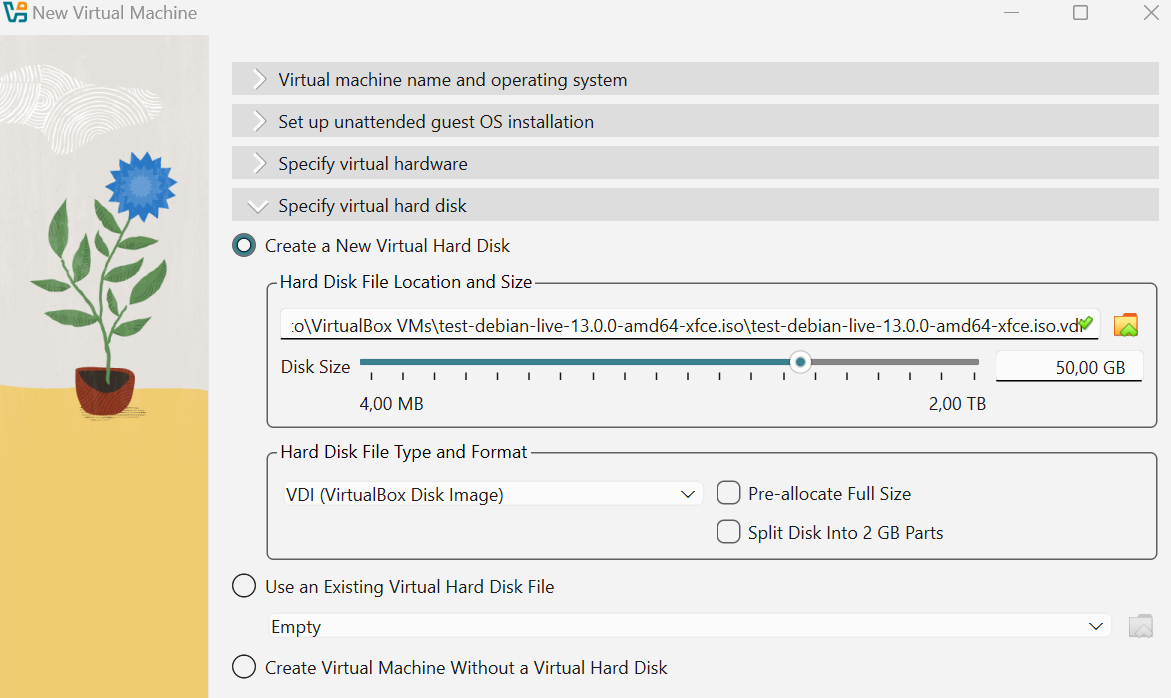 New Virtual Machine
Virtual machine name and operating system
Set up unattended guest OS installation
Specify virtual hardware
Specify virtual hard disk
Create a New Virtual Hard Disk
Hard Disk File Location and Size
:o\VirtualBox VMs\test-debian-live-13.0.0-amd64-xfce.iso\test-debian-live-13.0.0-amd64-xfce.iso.vdi
Disk Size
50,00 GB
4,00 MB
2,00 TB
Hard Disk File Type and Format
VDI (VirtualBox Disk Image)
Pre-allocate Full Size
Split Disk Into 2 GB Parts
Use an Existing Virtual Hard Disk File
Empty
Create Virtual Machine Without a Virtual Hard Disk